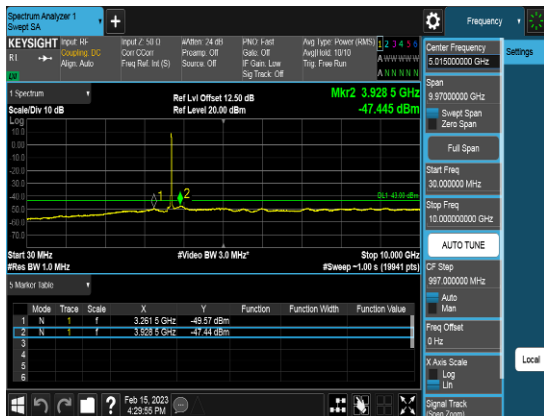 Spectrum Analyzer 1
Swept SA
Frequency
KEYSIGHT
R1
LW
Input: RF
Coupling: DC
Align: Auto
Input Z: 50 Ω
Corr CCorr
Freq Ref: Int (S)
#Atten: 24 dB
Preamp: Off
Source: Off
PNO: Fast
Gate: Off
IF Gain: Low
Sig Track: Off
Avg Type: Power (RMS)
Avg|Hold: 10/10
Trig: Free Run
1 2 3 4 5 6
A W W W W W
A N N N N N
Center Frequency
5.015000000 GHz
Settings
Span
9.97000000 GHz
Swept Span
Zero Span
Full Span
Start Freq
30.000000 MHz
Stop Freq
10.000000000 GHz
AUTO TUNE
CF Step
997.000000 MHz
Auto
Man
Freq Offset
0 Hz
X Axis Scale
Log
Lin
Local
Signal Track
(Span Zoom)
1 Spectrum
Scale/Div 10 dB
Ref Lvl Offset 12.50 dB
Ref Level 20.00 dBm
Mkr2 3.928 5 GHz
-47.445 dBm
Log
10.0
0.00
-10.0
-20.0
-30.0
-40.0
-50.0
-60.0
-70.0
1
2
Start 30 MHz
#Res BW 1.0 MHz
#Video BW 3.0 MHz*
Stop 10.000 GHz
#Sweep ~1.00 s (19941 pts)
5 Marker Table
Mode Trace Scale X Y Function Function Width Function Value
1 N 1 f 3.261 5 GHz -49.57 dBm
2 N 1 f 3.928 5 GHz -47.44 dBm
3
4
5
6
Feb 15, 2023
4:29:55 PM